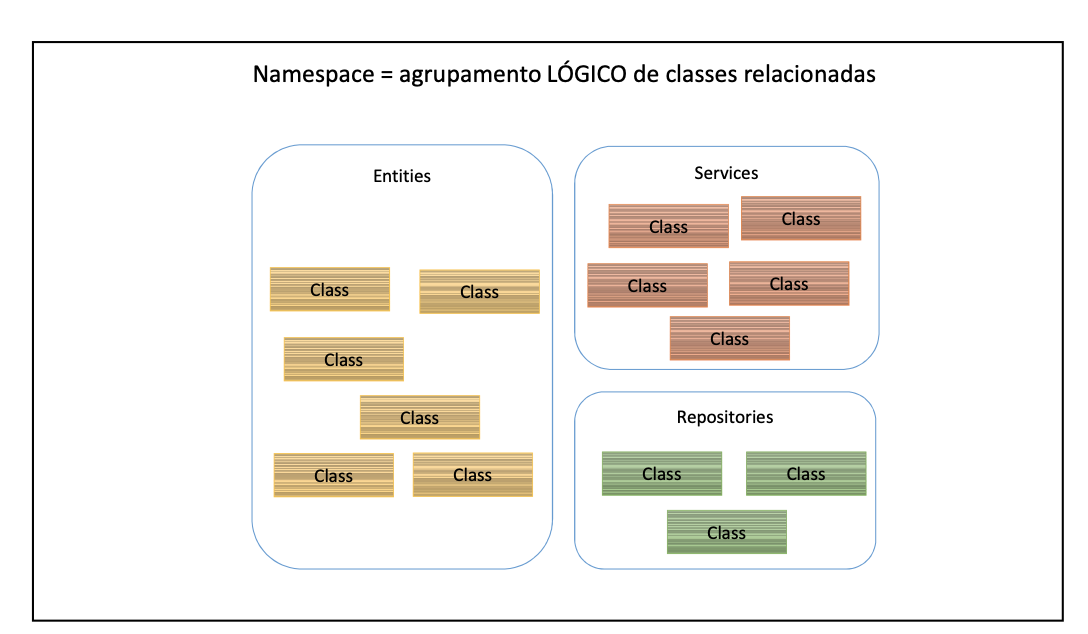 Namespace = agrupamento LÓGICO de classes relacionadas
Entities
Class
Class
Class
Class
Class
Class
Services
Class
Class
Class
Class
Class
Repositories
Class
Class
Class